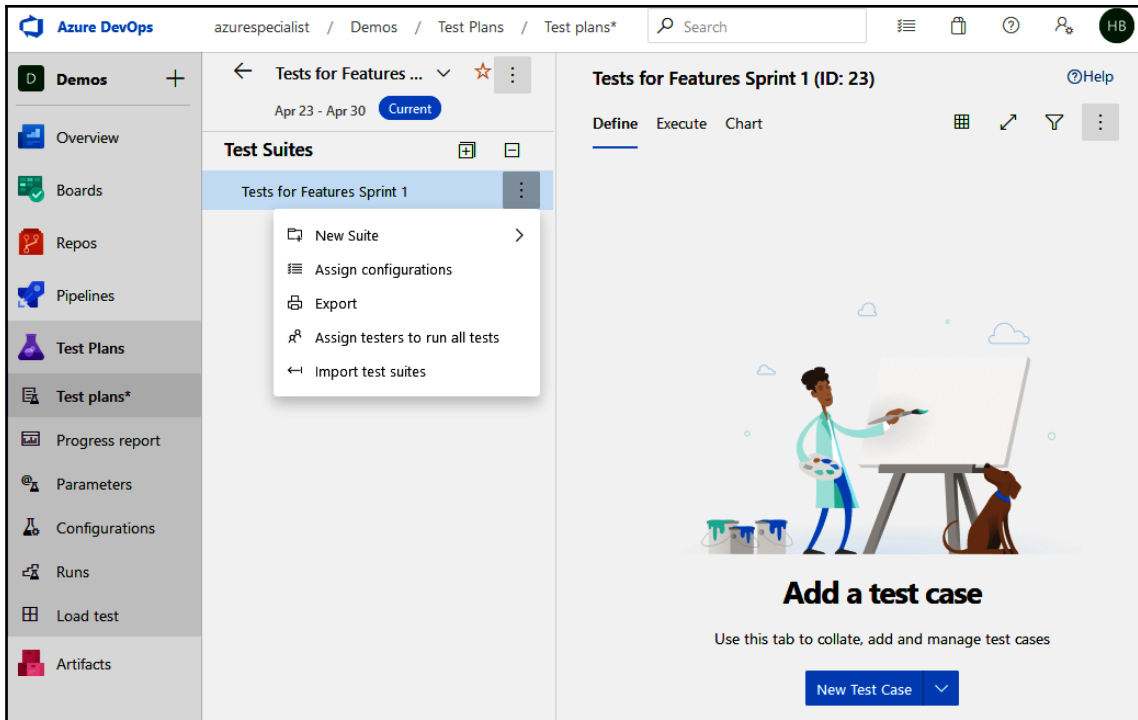 Azure DevOps
azurespecialist / Demos / Test Plans / Test plans*
Search
HB
D
Demos
Overview
Boards
Repos
Pipelines
Test Plans
Test plans*
Progress report
Parameters
Configurations
Runs
Load test
Artifacts
Tests for Features ...
Apr 23 - Apr 30 Current
Test Suites
Tests for Features Sprint 1
New Suite
Assign configurations
Export
Assign testers to run all tests
Import test suites
Tests for Features Sprint 1 (ID: 23)
Help
Define Execute Chart
Add a test case
Use this tab to collate, add and manage test cases
New Test Case